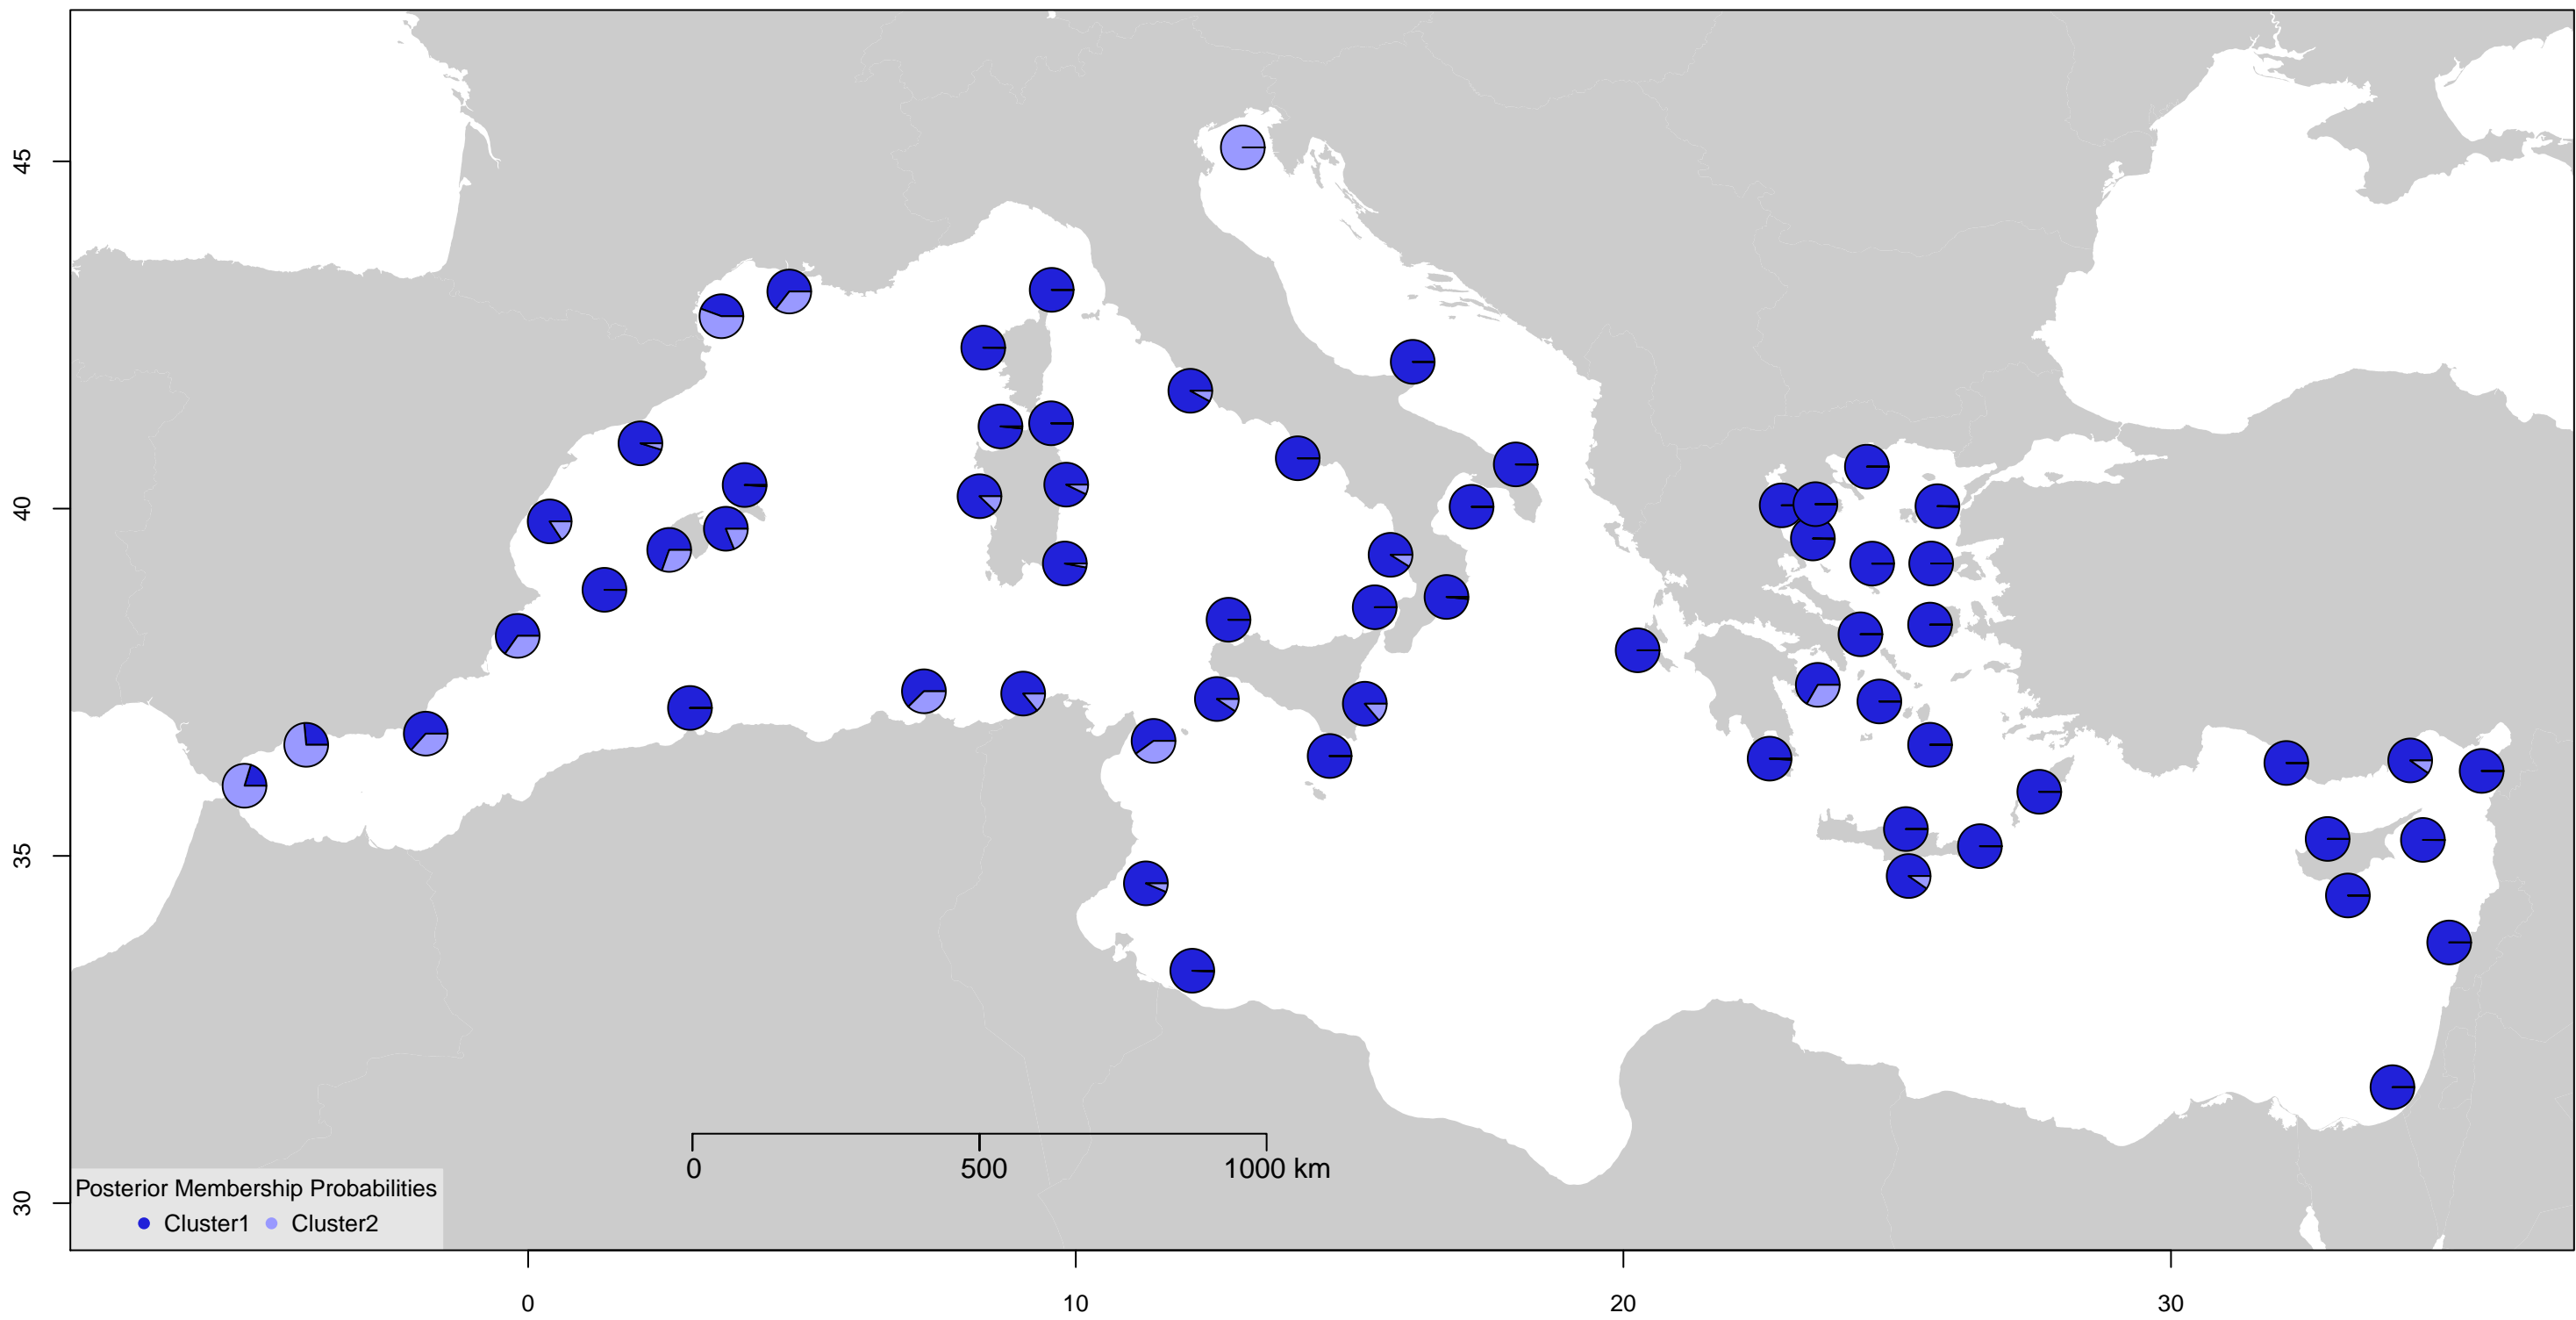 45
40
35
30
0 500 1000 km
Posterior Membership Probabilities
Cluster1 Cluster2
0 10 20 30